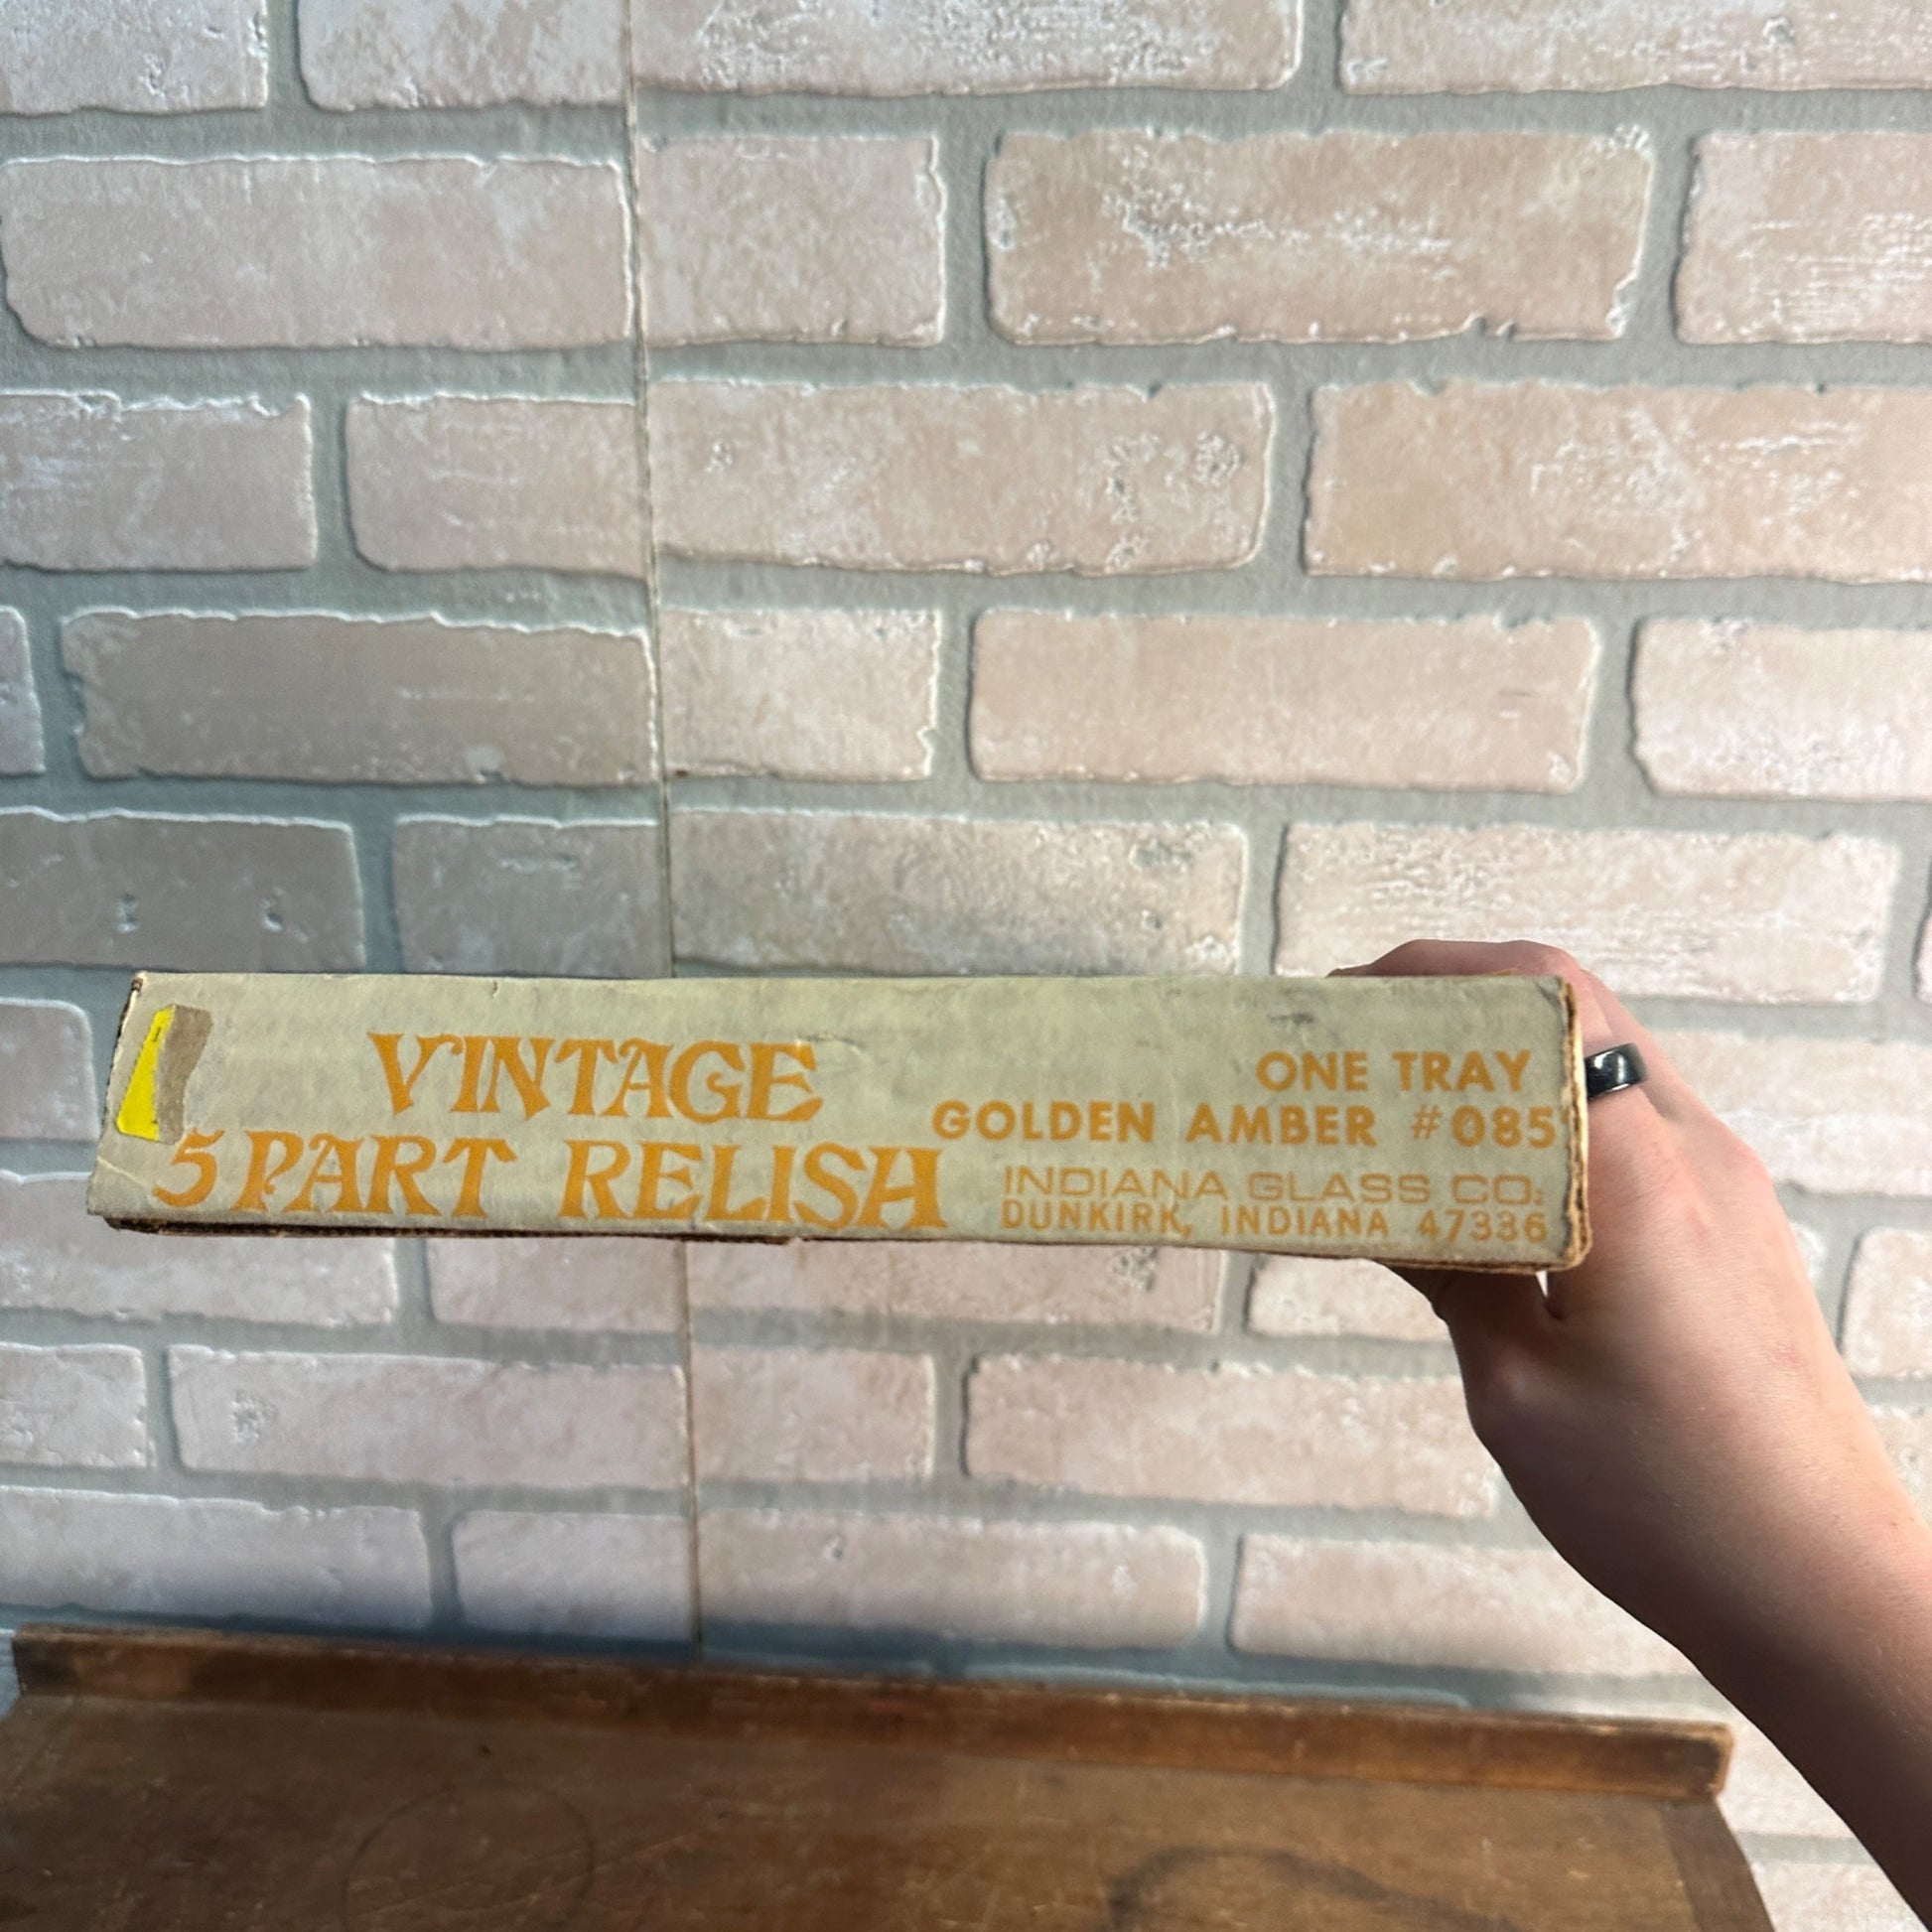 VINTAGE
5 PART RELISH
ONE TRAY
GOLDEN AMBER #085
INDIANA GLASS CO.
DUNKIRK, INDIANA 47336